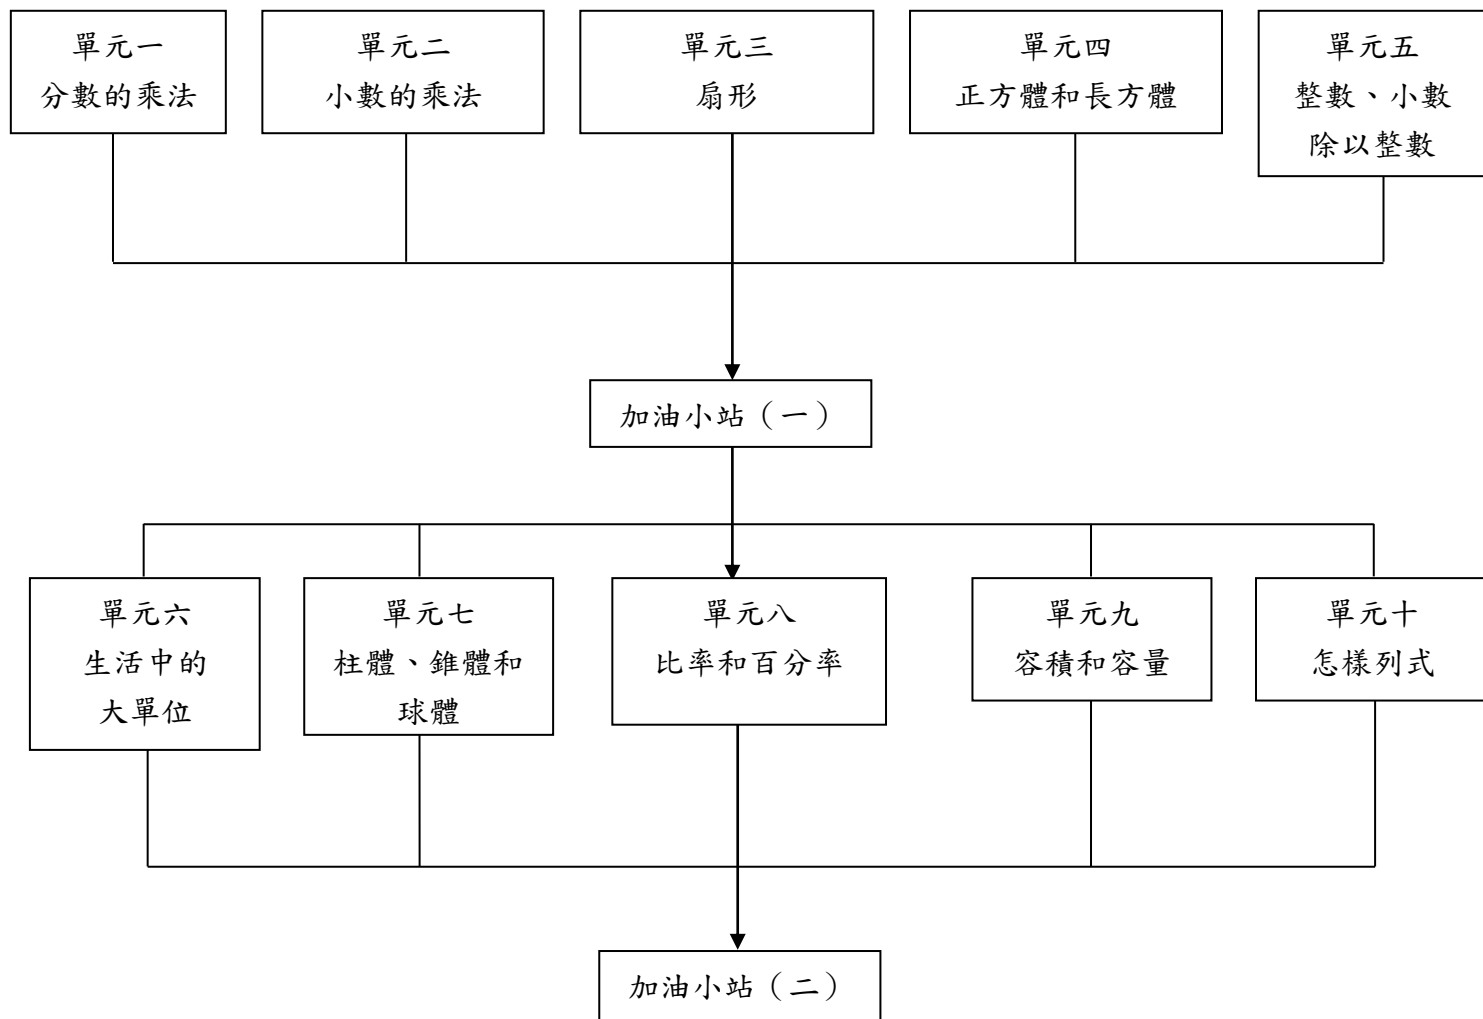 單元一
分數的乘法
單元二
小數的乘法
單元三
扇形
單元四
正方體和長方體
單元五
整數、小數
除以整數
加油小站（一）
單元六
生活中的
大單位
單元七
柱體、錐體和
球體
單元八
比率和百分率
單元九
容積和容量
單元十
怎樣列式
加油小站（二）